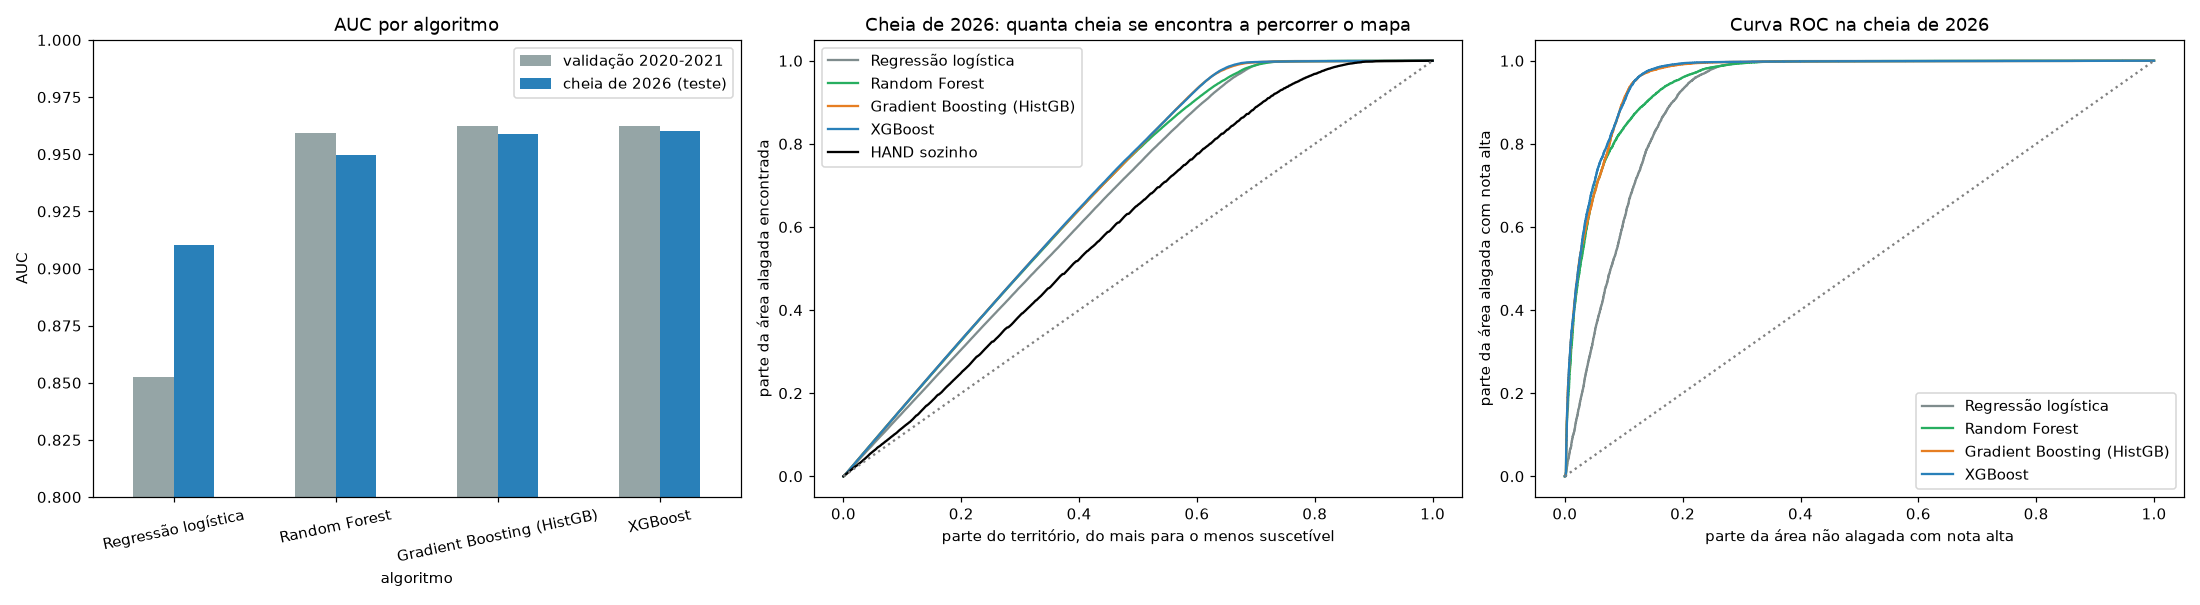 AUC por algoritmo
1.000
0.975
0.950
0.925
0.900
0.875
0.850
0.825
0.800
AUC
validação 2020-2021
cheia de 2026 (teste)
Regressão logística
Random Forest
Gradient Boosting (HistGB)
XGBoost
algoritmo
Cheia de 2026: quanta cheia se encontra a percorrer o mapa
1.0
0.8
0.6
0.4
0.2
0.0
parte da área alagada encontrada
Regressão logística
Random Forest
Gradient Boosting (HistGB)
XGBoost
HAND sozinho
0.0 0.2 0.4 0.6 0.8 1.0
parte do território, do mais para o menos suscetível
Curva ROC na cheia de 2026
1.0
0.8
0.6
0.4
0.2
0.0
parte da área alagada com nota alta
Regressão logística
Random Forest
Gradient Boosting (HistGB)
XGBoost
0.0 0.2 0.4 0.6 0.8 1.0
parte da área não alagada com nota alta